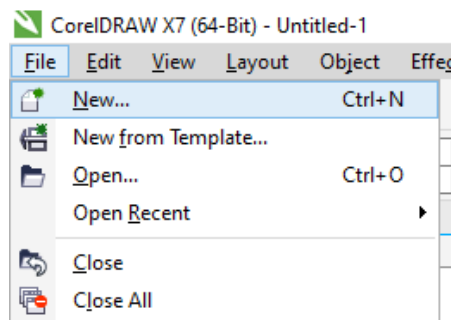 CorelDRAW X7 (64-Bit) - Untitled-1
File Edit View Layout Object
New... Ctrl+N
New from Template...
Open... Ctrl+O
Open Recent
Close
Close All